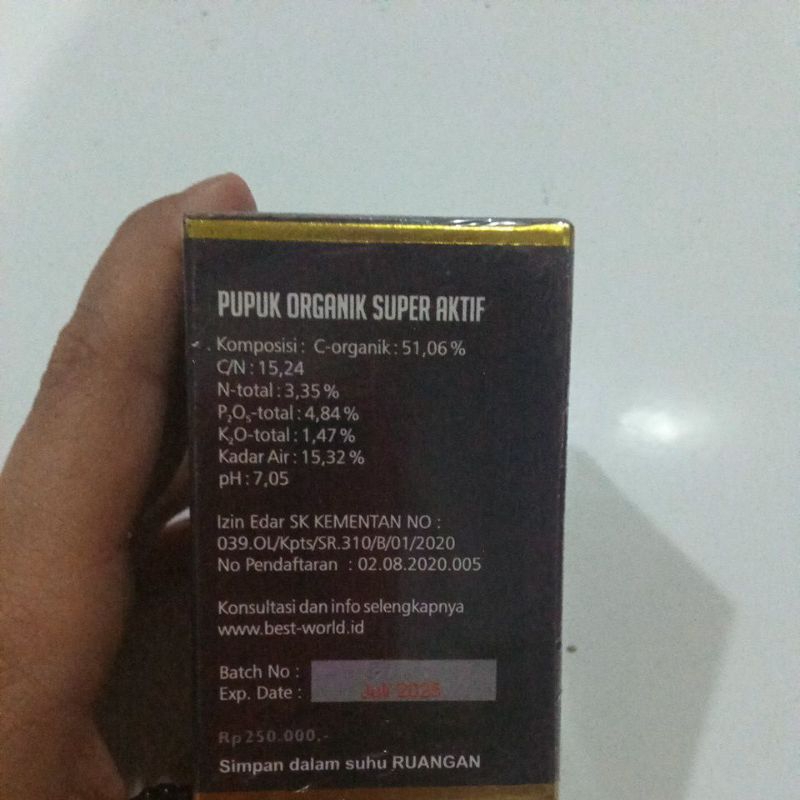 PUPUK ORGANIK SUPER AKTIF
Komposisi : C-organik : 51,06 %
C/N : 15,24
N-total : 3,35 %
P₂O₅-total : 4,84 %
K₂O-total : 1,47 %
Kadar Air : 15,32 %
pH : 7,05
Izin Edar SK KEMENTAN NO :
039.OL/Kpts/SR.310/B/01/2020
No Pendaftaran : 02.08.2020.005
Konsultasi dan info selengkapnya
www.best-world.id
Batch No :
Exp. Date : Juli
Rp250.000,-
Simpan dalam suhu RUANGAN